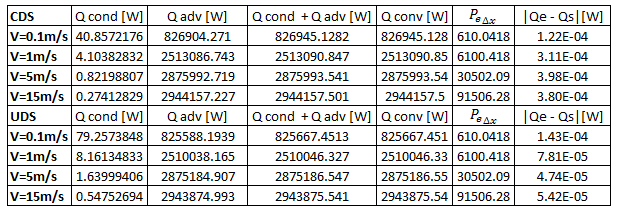 CDS Q cond [W] Q adv [W] Q cond + Q adv [W] Q conv [W] PeΔx |Qe - Qs|[W]
V=0.1m/s 40.8572176 826904.271 826945.1282 826945.128 610.0418 1.22E-04
V=1m/s 4.10382832 2513086.743 2513090.847 2513090.85 6100.418 3.11E-04
V=5m/s 0.82198807 2875992.719 2875993.541 2875993.54 30502.09 3.98E-04
V=15m/s 0.27412829 2944157.227 2944157.501 2944157.5 91506.28 3.80E-04
UDS Q cond [W] Q adv [W] Q cond + Q adv [W] Q conv [W] PeΔx |Qe - Qs|[W]
V=0.1m/s 79.2573848 825588.1939 825667.4513 825667.451 610.0418 1.43E-04
V=1m/s 8.16134833 2510038.165 2510046.327 2510046.33 6100.418 7.81E-05
V=5m/s 1.63999406 2875184.907 2875186.547 2875186.55 30502.09 4.74E-05
V=15m/s 0.54752694 2943874.993 2943875.541 2943875.54 91506.28 5.42E-05